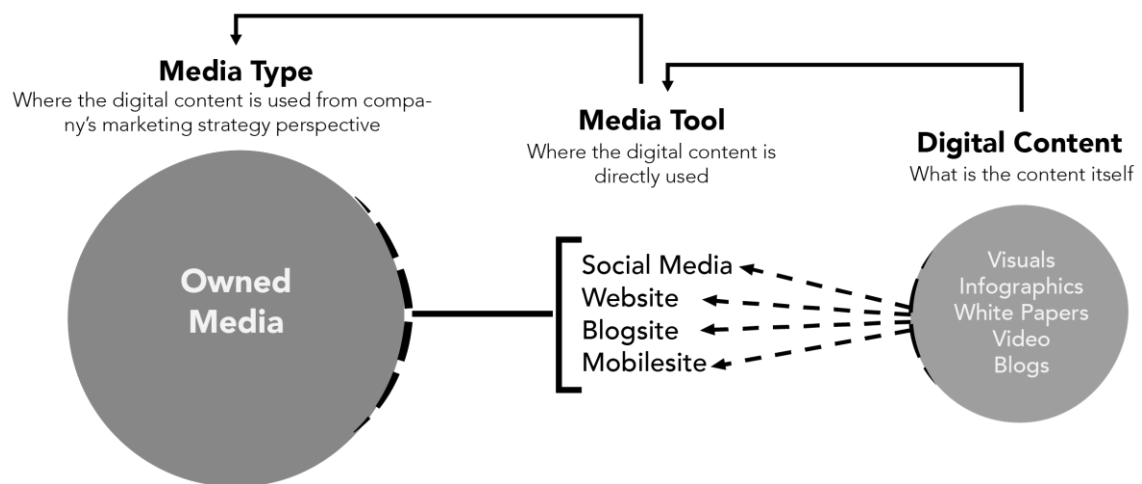 Media Type
Where the digital content is used from compa-
ny's marketing strategy perspective
Media Tool
Where the digital content is
directly used
Digital Content
What is the content itself
Owned
Media
Social Media
Website
Blogsite
Mobilesite
Visuals
Infographics
White Papers
Video
Blogs